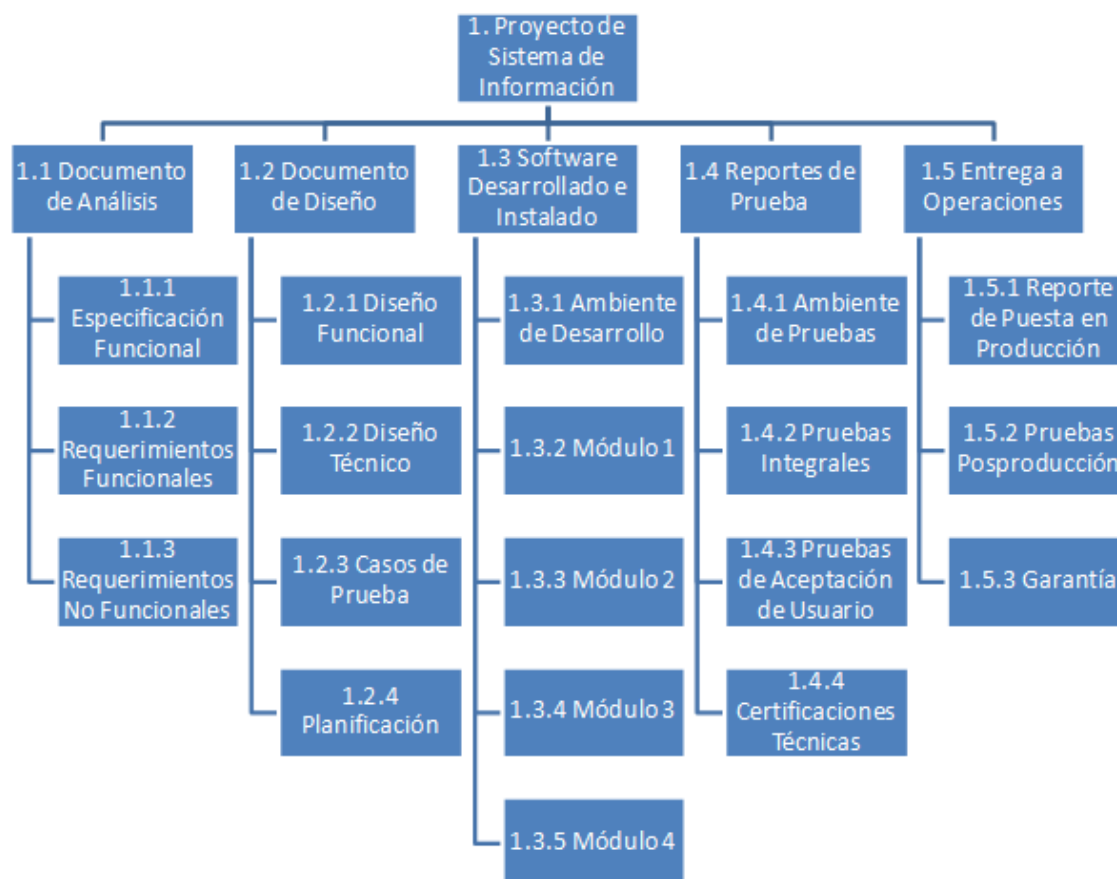 1. Proyecto de
Sistema de
Información
1.1 Documento
de Análisis
1.1.1
Especificación
Funcional
1.1.2
Requerimientos
Funcionales
1.1.3
Requerimientos
No Funcionales
1.2 Documento
de Diseño
1.2.1 Diseño
Funcional
1.2.2 Diseño
Técnico
1.2.3 Casos de
Prueba
1.2.4
Planificación
1.3 Software
Desarrollado e
Instalado
1.3.1 Ambiente
de Desarrollo
1.3.2 Módulo 1
1.3.3 Módulo 2
1.3.4 Módulo 3
1.3.5 Módulo 4
1.4 Reportes de
Prueba
1.4.1 Ambiente
de Pruebas
1.4.2 Pruebas
Integrales
1.4.3 Pruebas
de Aceptación
de Usuario
1.4.4
Certificaciones
Técnicas
1.5 Entrega a
Operaciones
1.5.1 Reporte
de Puesta en
Producción
1.5.2 Pruebas
Posproducción
1.5.3 Garantía